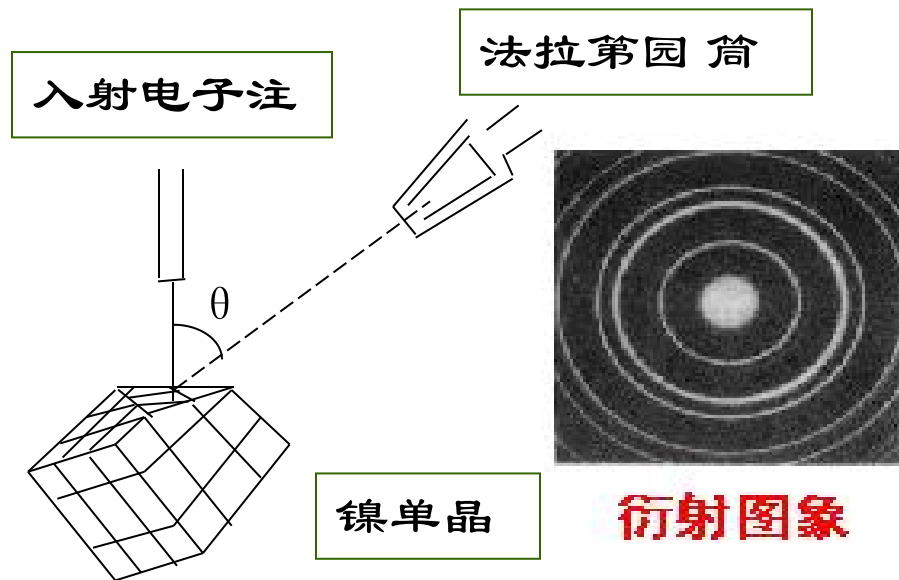 法拉第园 筒
入射电子注
θ
镍单晶
衍射图象